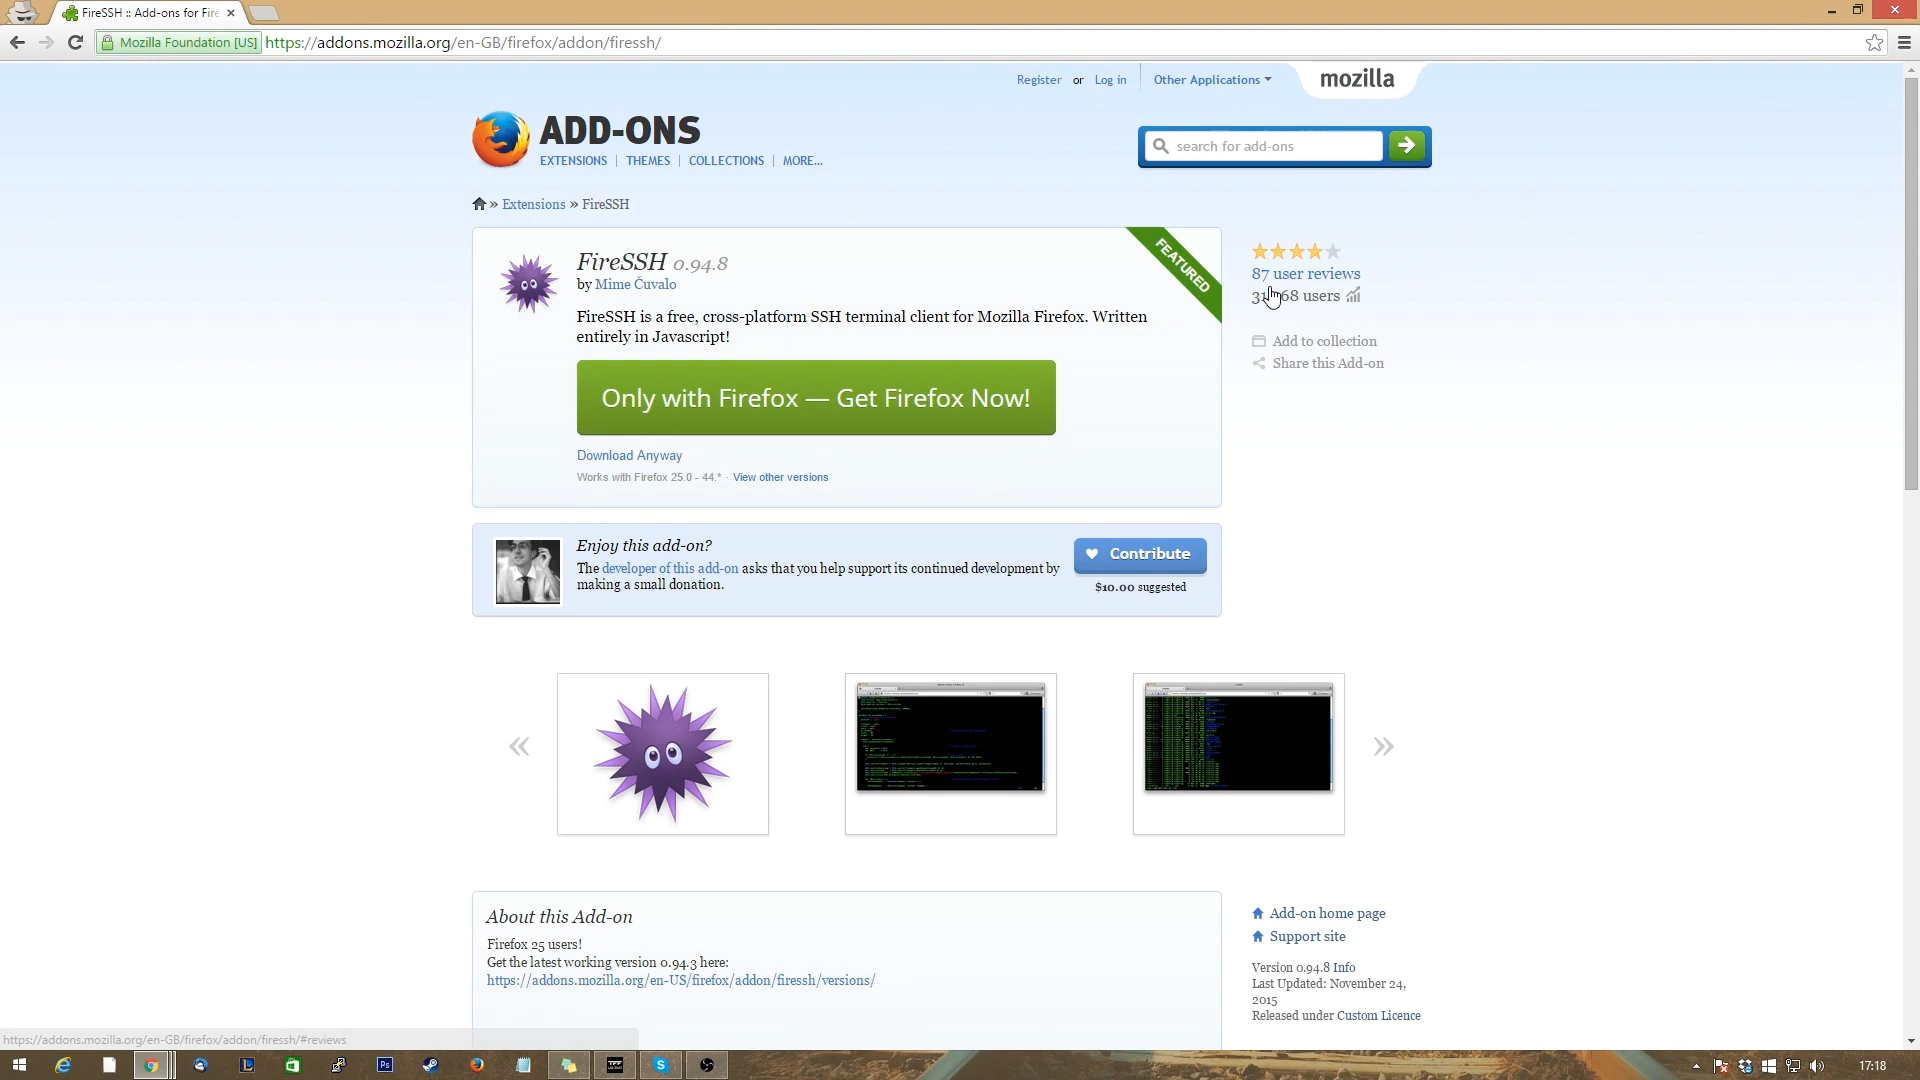 FireSSH :: Add-ons for Fire
Mozilla Foundation [US]
https://addons.mozilla.org/en-GB/firefox/addon/firessh/
Register or Log in
Other Applications
mozilla
ADD-ONS
EXTENSIONS | THEMES | COLLECTIONS | MORE...
search for add-ons
» Extensions » FireSSH
FEATURED
FireSSH 0.94.8
by Mime Čuvalo
FireSSH is a free, cross-platform SSH terminal client for Mozilla Firefox. Written
entirely in Javascript!
Only with Firefox — Get Firefox Now!
Download Anyway
Works with Firefox 25.0 - 44.* · View other versions
87 user reviews
users
Add to collection
Share this Add-on
Enjoy this add-on?
The developer of this add-on asks that you help support its continued development by
making a small donation.
Contribute
$10.00 suggested
About this Add-on
Firefox 25 users!
Get the latest working version 0.94.3 here:
https://addons.mozilla.org/en-US/firefox/addon/firessh/versions/
Add-on home page
Support site
Version 0.94.8 Info
Last Updated: November 24,
2015
Released under Custom Licence
https://addons.mozilla.org/en-GB/firefox/addon/firessh/#reviews
17:18